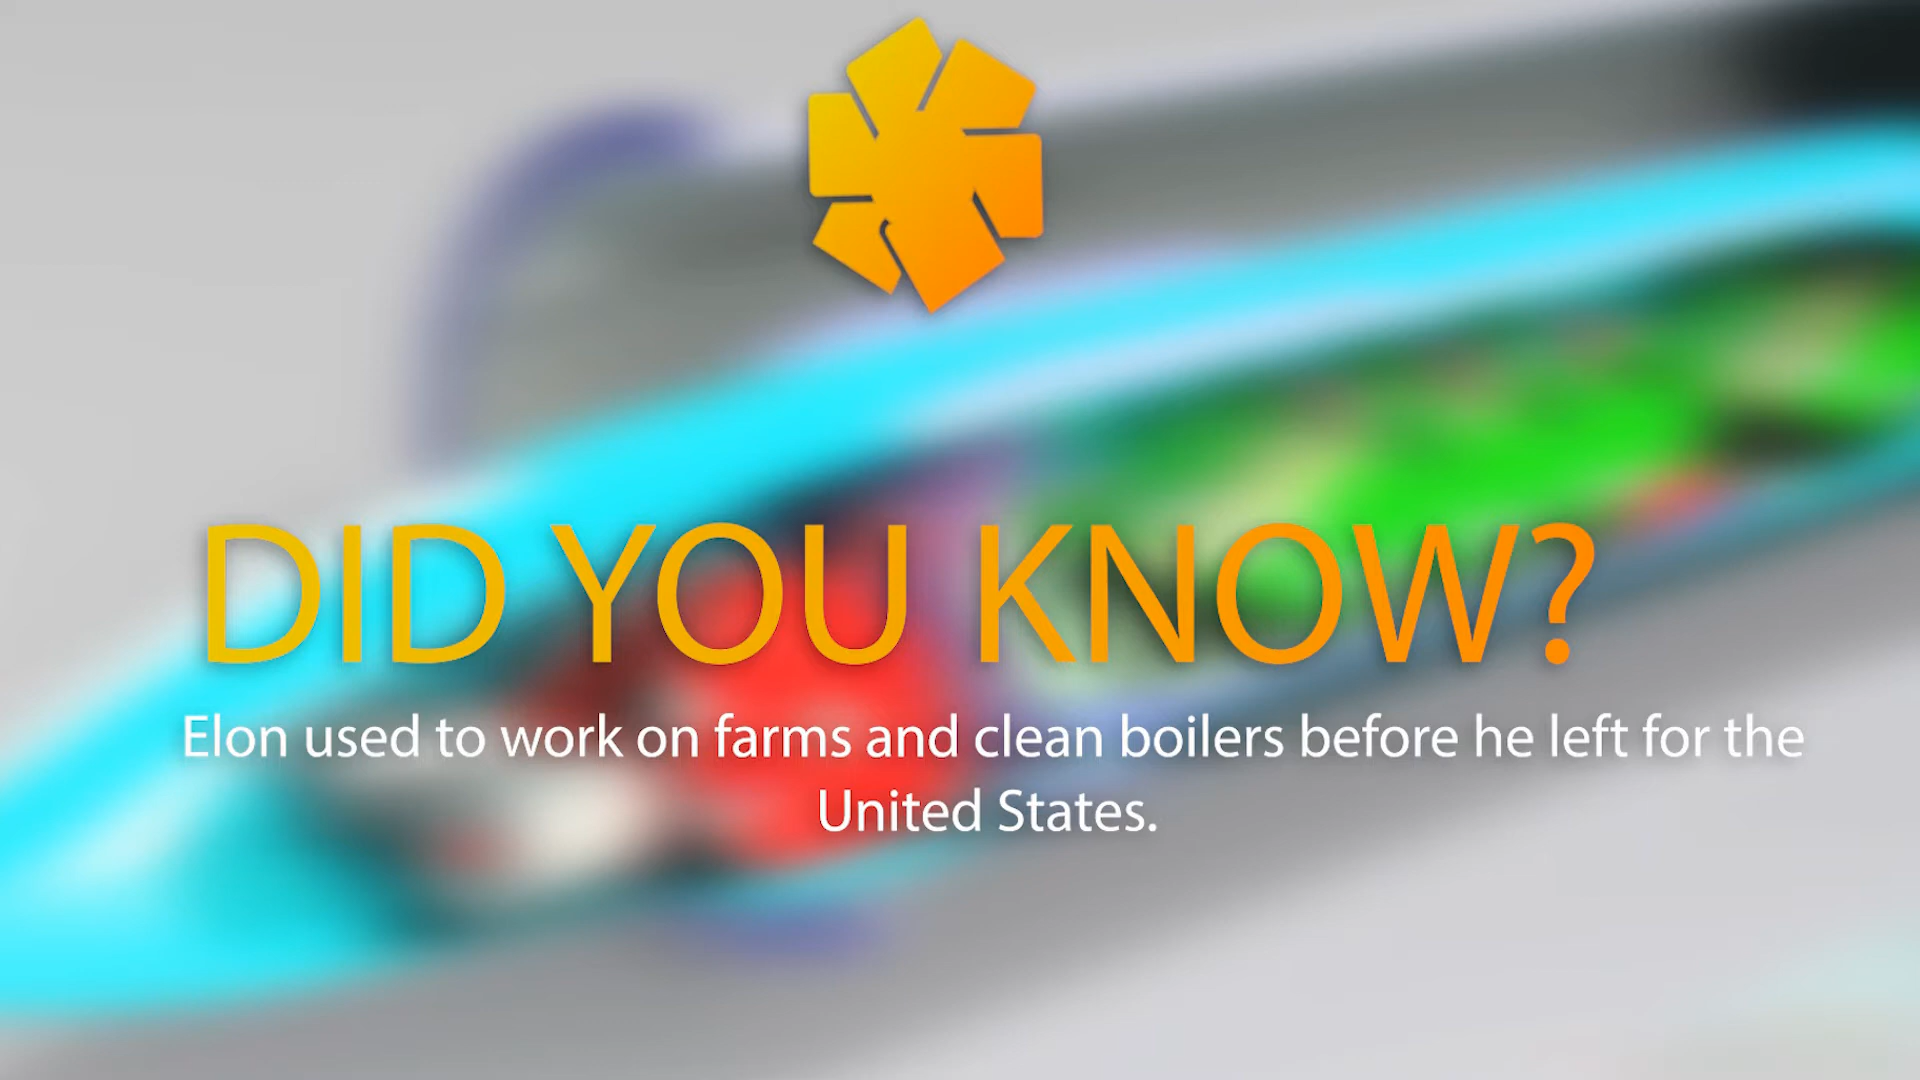 DID YOU KNOW?
Elon used to work on farms and clean boilers before he left for the
United States.